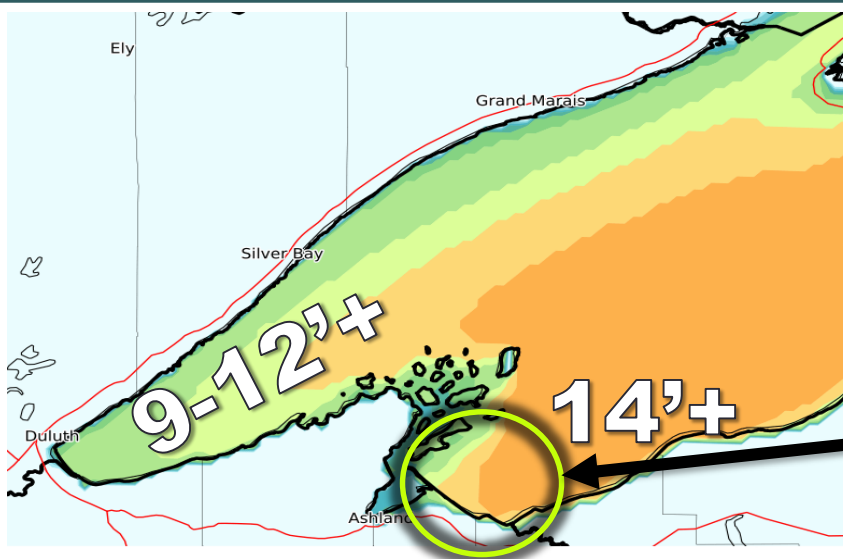 Ely
Grand Marais
Silver Bay
9-12’+
14’+
Duluth
Ashland